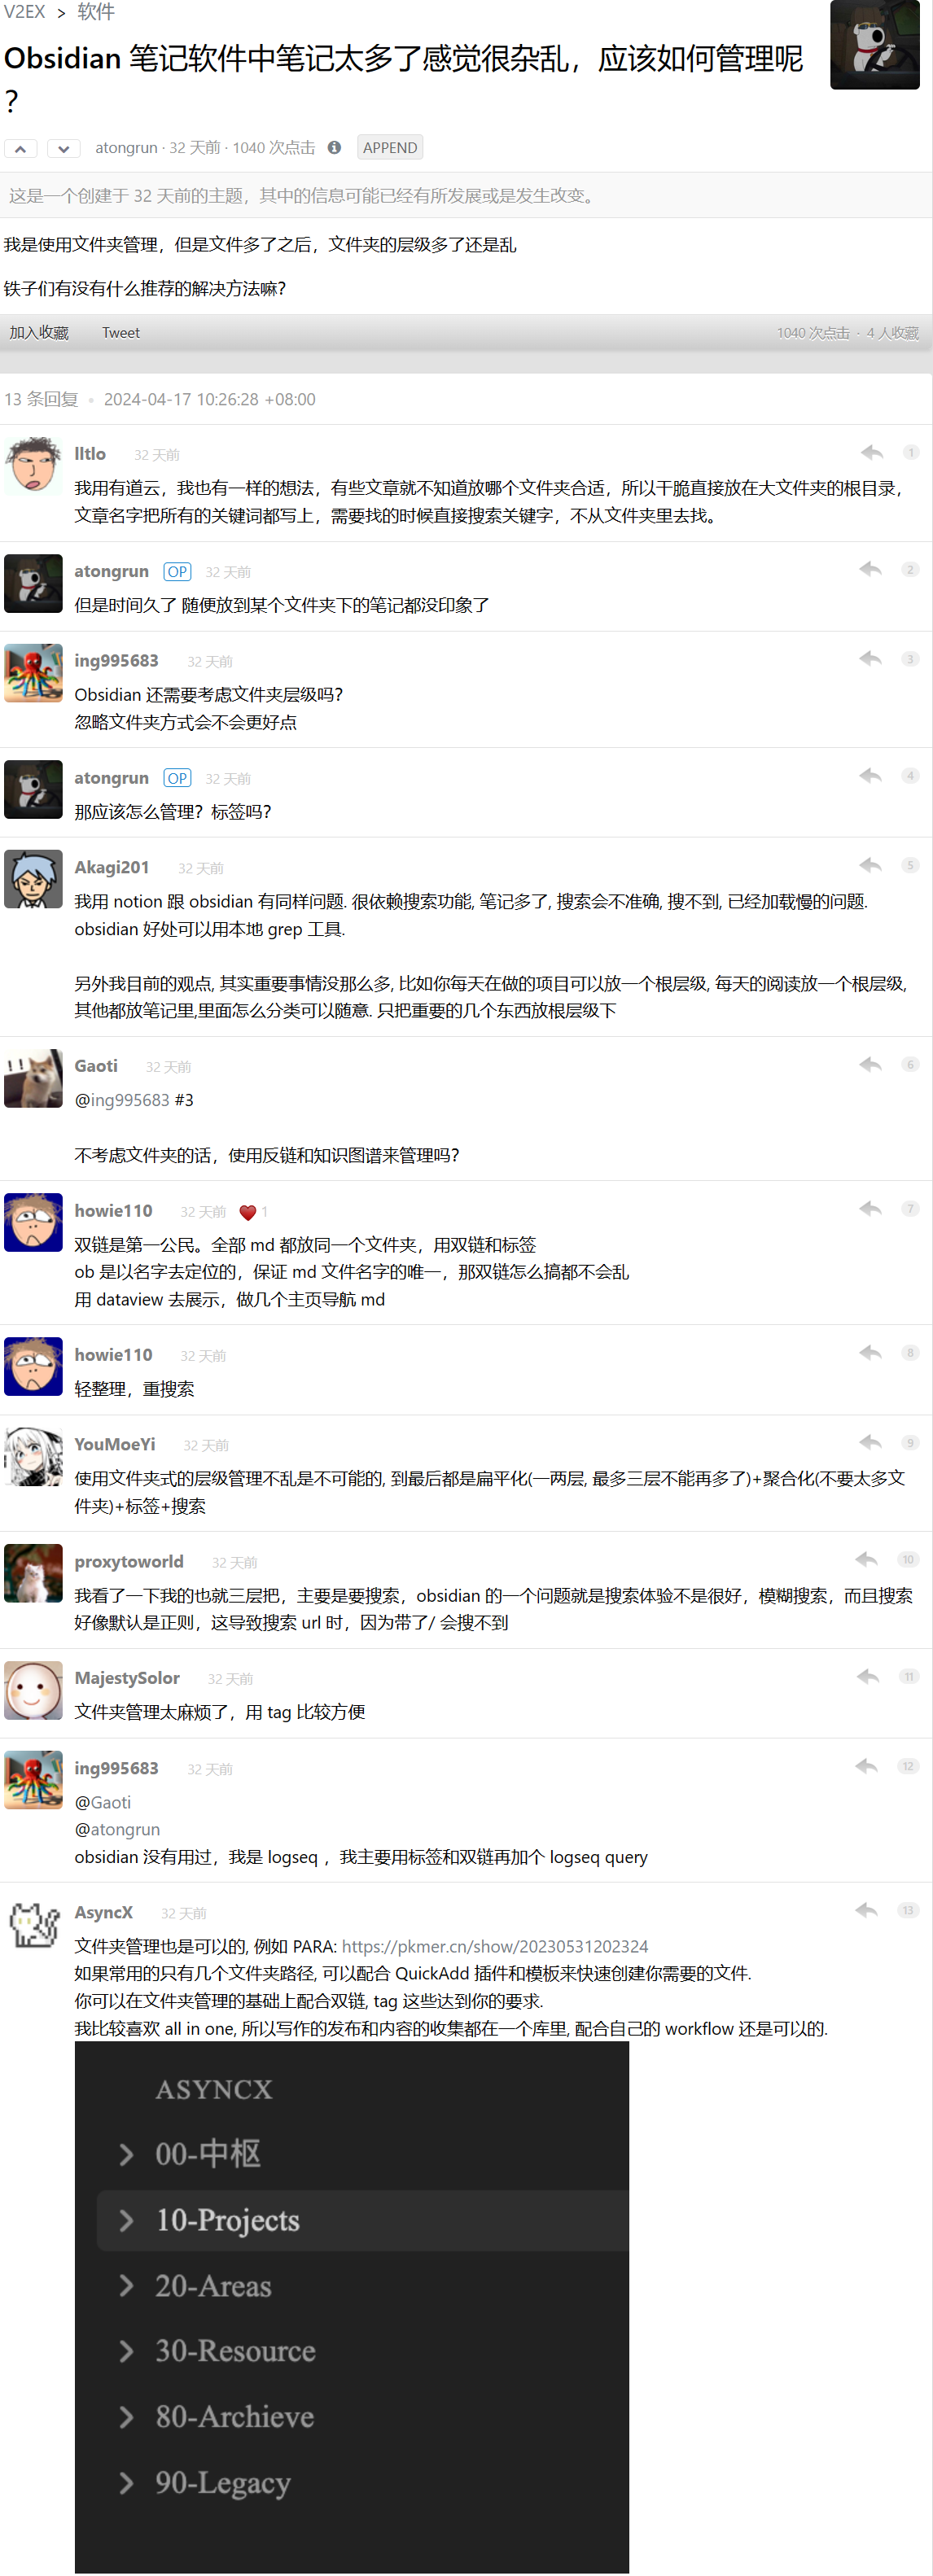 V2EX > 软件
Obsidian 笔记软件中笔记太多了感觉很杂乱，应该如何管理呢
？
atongrun · 32 天前 · 1040 次点击 APPEND
这是一个创建于 32 天前的主题，其中的信息可能已经有所发展或是发生改变。
我是使用文件夹管理，但是文件多了之后，文件夹的层级多了还是乱
铁子们有没有什么推荐的解决方法嘛？
加入收藏 Tweet 1040 次点击 · 4 人收藏
13 条回复 • 2024-04-17 10:26:28 +08:00
lltlo 32 天前 1
我用有道云，我也有一样的想法，有些文章就不知道放哪个文件夹合适，所以干脆直接放在大文件夹的根目录，
文章名字把所有的关键词都写上，需要找的时候直接搜索关键字，不从文件夹里去找。
atongrun OP 32 天前 2
但是时间久了 随便放到某个文件夹下的笔记都没印象了
ing995683 32 天前 3
Obsidian 还需要考虑文件夹层级吗？
忽略文件夹方式会不会更好点
atongrun OP 32 天前 4
那应该怎么管理？标签吗？
Akagi201 32 天前 5
我用 notion 跟 obsidian 有同样问题. 很依赖搜索功能, 笔记多了, 搜索会不准确, 搜不到, 已经加载慢的问题.
obsidian 好处可以用本地 grep 工具.
另外我目前的观点, 其实重要事情没那么多, 比如你每天在做的项目可以放一个根层级, 每天的阅读放一个根层级,
其他都放笔记里,里面怎么分类可以随意. 只把重要的几个东西放根层级下
Gaoti 32 天前 6
@ing995683 #3
不考虑文件夹的话，使用反链和知识图谱来管理吗？
howie110 32 天前 1 7
双链是第一公民。全部 md 都放同一个文件夹，用双链和标签
ob 是以名字去定位的，保证 md 文件名字的唯一，那双链怎么搞都不会乱
用 dataview 去展示，做几个主页导航 md
howie110 32 天前 8
轻整理，重搜索
YouMoeYi 32 天前 9
使用文件夹式的层级管理不乱是不可能的, 到最后都是扁平化(一两层, 最多三层不能再多了)+聚合化(不要太多文
件夹)+标签+搜索
proxytoworld 32 天前 10
我看了一下我的也就三层把，主要是要搜索，obsidian 的一个问题就是搜索体验不是很好，模糊搜索，而且搜索
好像默认是正则，这导致搜索 url 时，因为带了/ 会搜不到
MajestySolor 32 天前 11
文件夹管理太麻烦了，用 tag 比较方便
ing995683 32 天前 12
@Gaoti
@atongrun
obsidian 没有用过，我是 logseq ，我主要用标签和双链再加个 logseq query
AsyncX 32 天前 13
文件夹管理也是可以的, 例如 PARA: https://pkmer.cn/show/20230531202324
如果常用的只有几个文件夹路径, 可以配合 QuickAdd 插件和模板来快速创建你需要的文件.
你可以在文件夹管理的基础上配合双链, tag 这些达到你的要求.
我比较喜欢 all in one, 所以写作的发布和内容的收集都在一个库里, 配合自己的 workflow 还是可以的.
ASYNCX
00-中枢
10-Projects
20-Areas
30-Resource
80-Archieve
90-Legacy